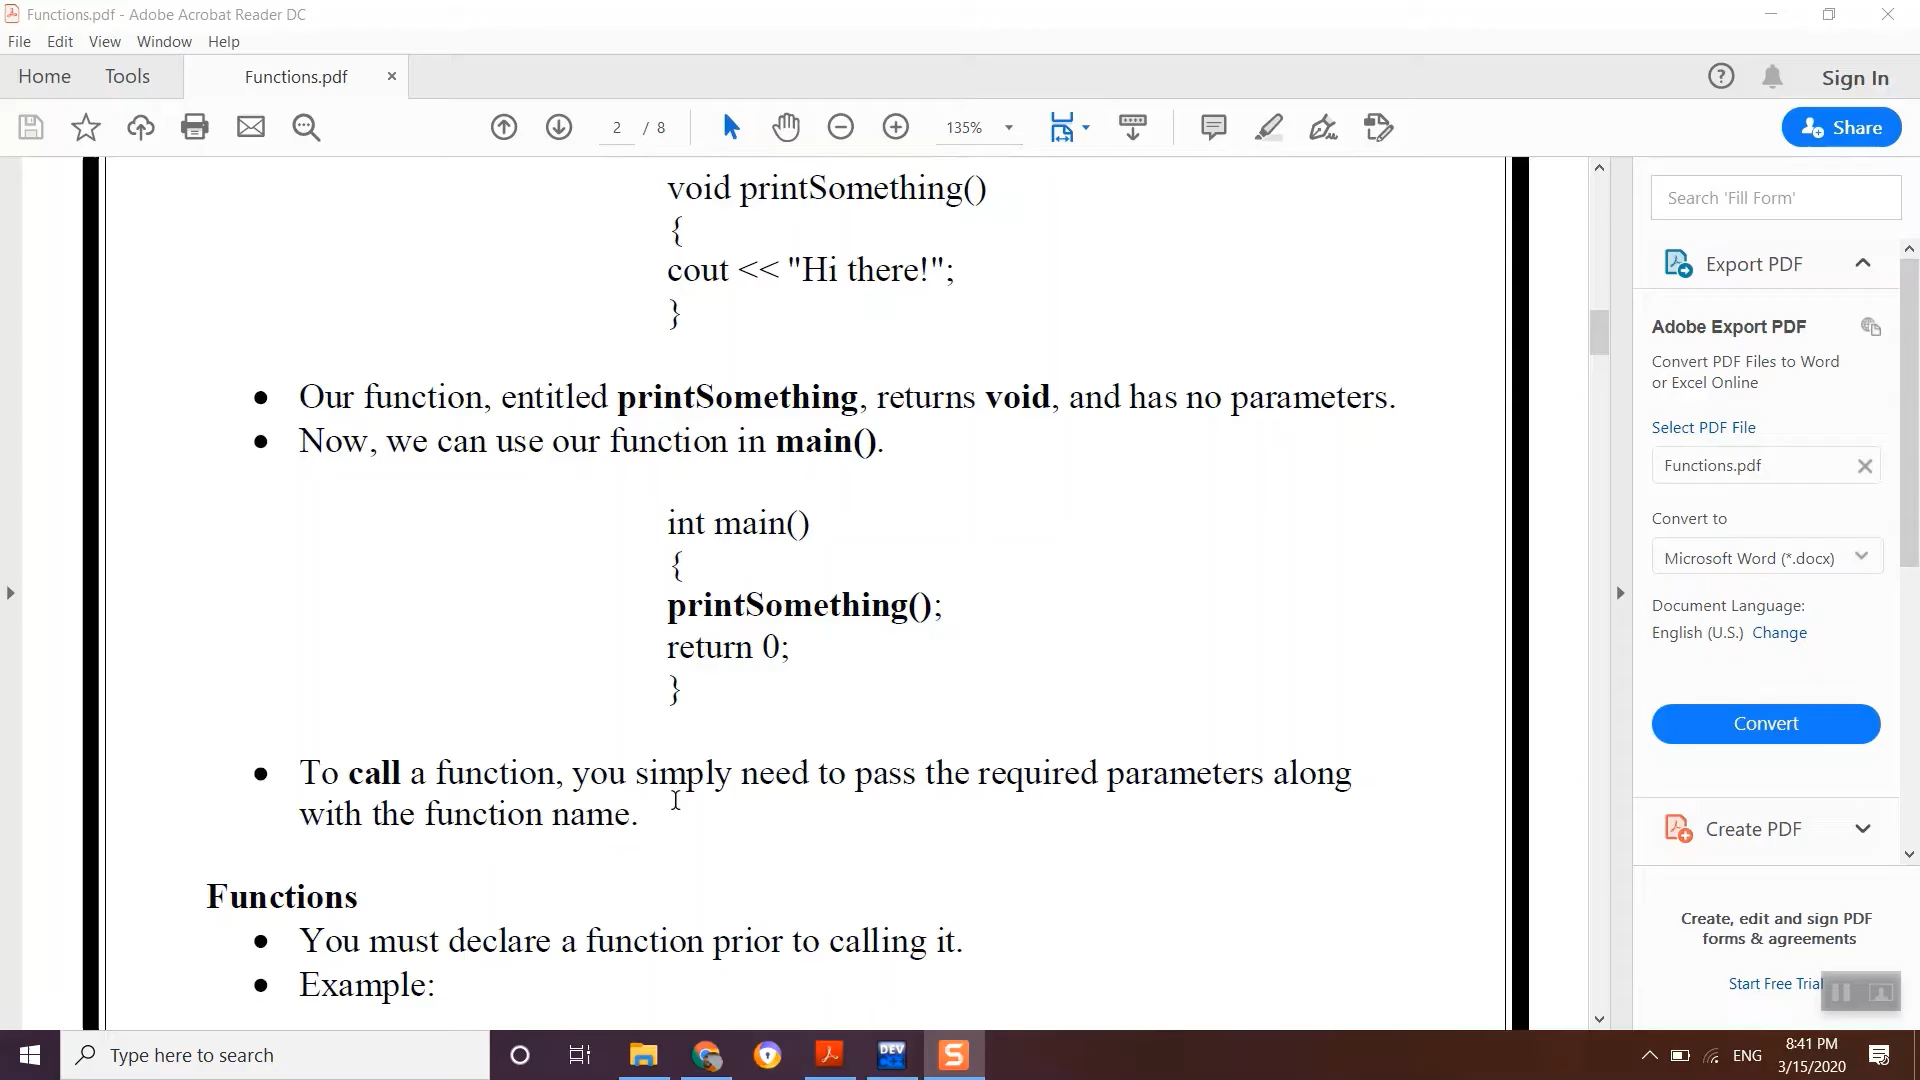 Functions.pdf - Adobe Acrobat Reader DC
File Edit View Window Help
Home Tools Functions.pdf × ? Sign In
2 / 8 135% Share
void printSomething()
{
cout << "Hi there!";
}
• Our function, entitled printSomething, returns void, and has no parameters.
• Now, we can use our function in main().
int main()
{
printSomething();
return 0;
}
• To call a function, you simply need to pass the required parameters along
with the function name.
Functions
• You must declare a function prior to calling it.
• Example:
Search 'Fill Form'
Export PDF
Adobe Export PDF
Convert PDF Files to Word
or Excel Online
Select PDF File
Functions.pdf
Convert to
Microsoft Word (*.docx)
Document Language:
English (U.S.) Change
Convert
Create PDF
Create, edit and sign PDF
forms & agreements
Start Free Trial
Type here to search
DEV
S
ENG
8:41 PM
3/15/2020